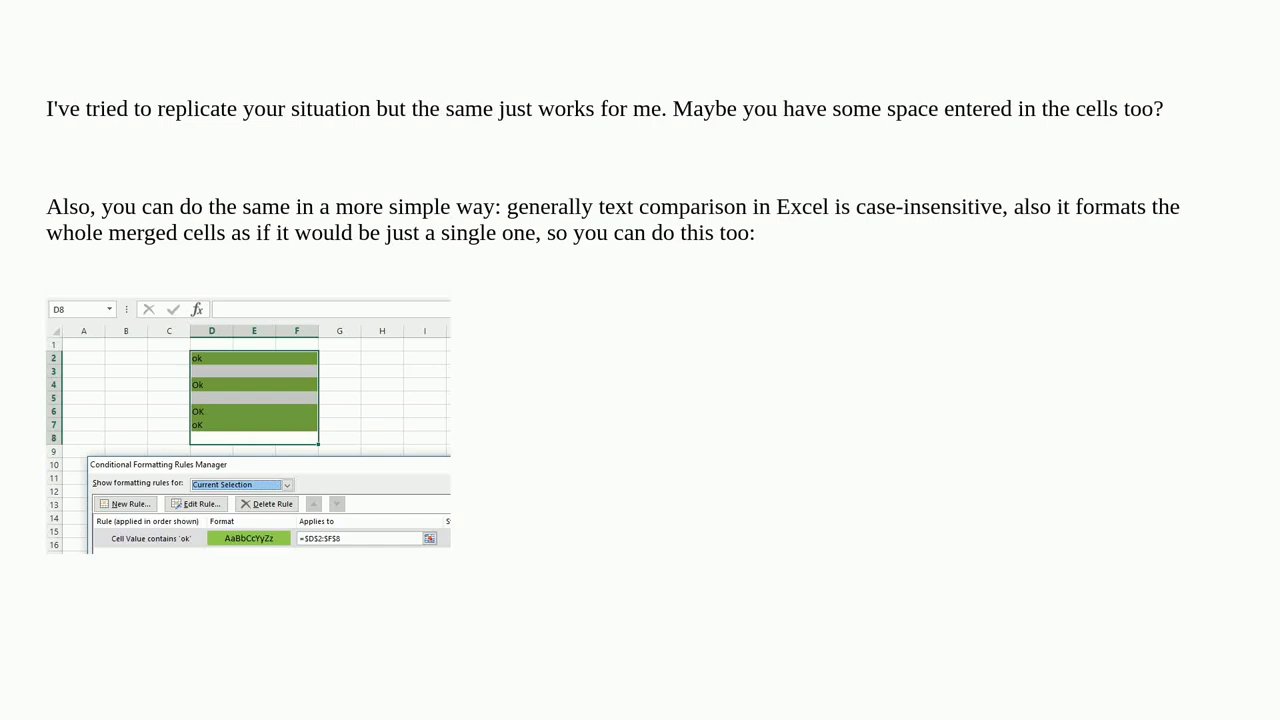 I've tried to replicate your situation but the same just works for me. Maybe you have some space entered in the cells too?
Also, you can do the same in a more simple way: generally text comparison in Excel is case-insensitive, also it formats the
whole merged cells as if it would be just a single one, so you can do this too:
D8 fx
A B C D E F G H I
1
2 ok
3
4 Ok
5
6 OK
7 oK
8
9
10 Conditional Formatting Rules Manager
11 Show formatting rules for: Current Selection
12
13 New Rule... Edit Rule... Delete Rule
14 Rule (applied in order shown) Format Applies to
15 Cell Value contains 'ok' AaBbCcYyZz =$D$2:$F$8
16